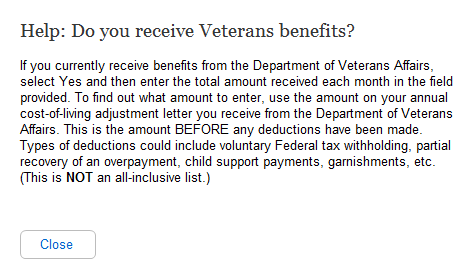 Help: Do you receive Veterans benefits?
If you currently receive benefits from the Department of Veterans Affairs,
select Yes and then enter the total amount received each month in the field
provided. To find out what amount to enter, use the amount on your annual
cost-of-living adjustment letter you receive from the Department of Veterans
Affairs. This is the amount BEFORE any deductions have been made.
Types of deductions could include voluntary Federal tax withholding, partial
recovery of an overpayment, child support payments, garnishments, etc.
(This is NOT an all-inclusive list.)
Close